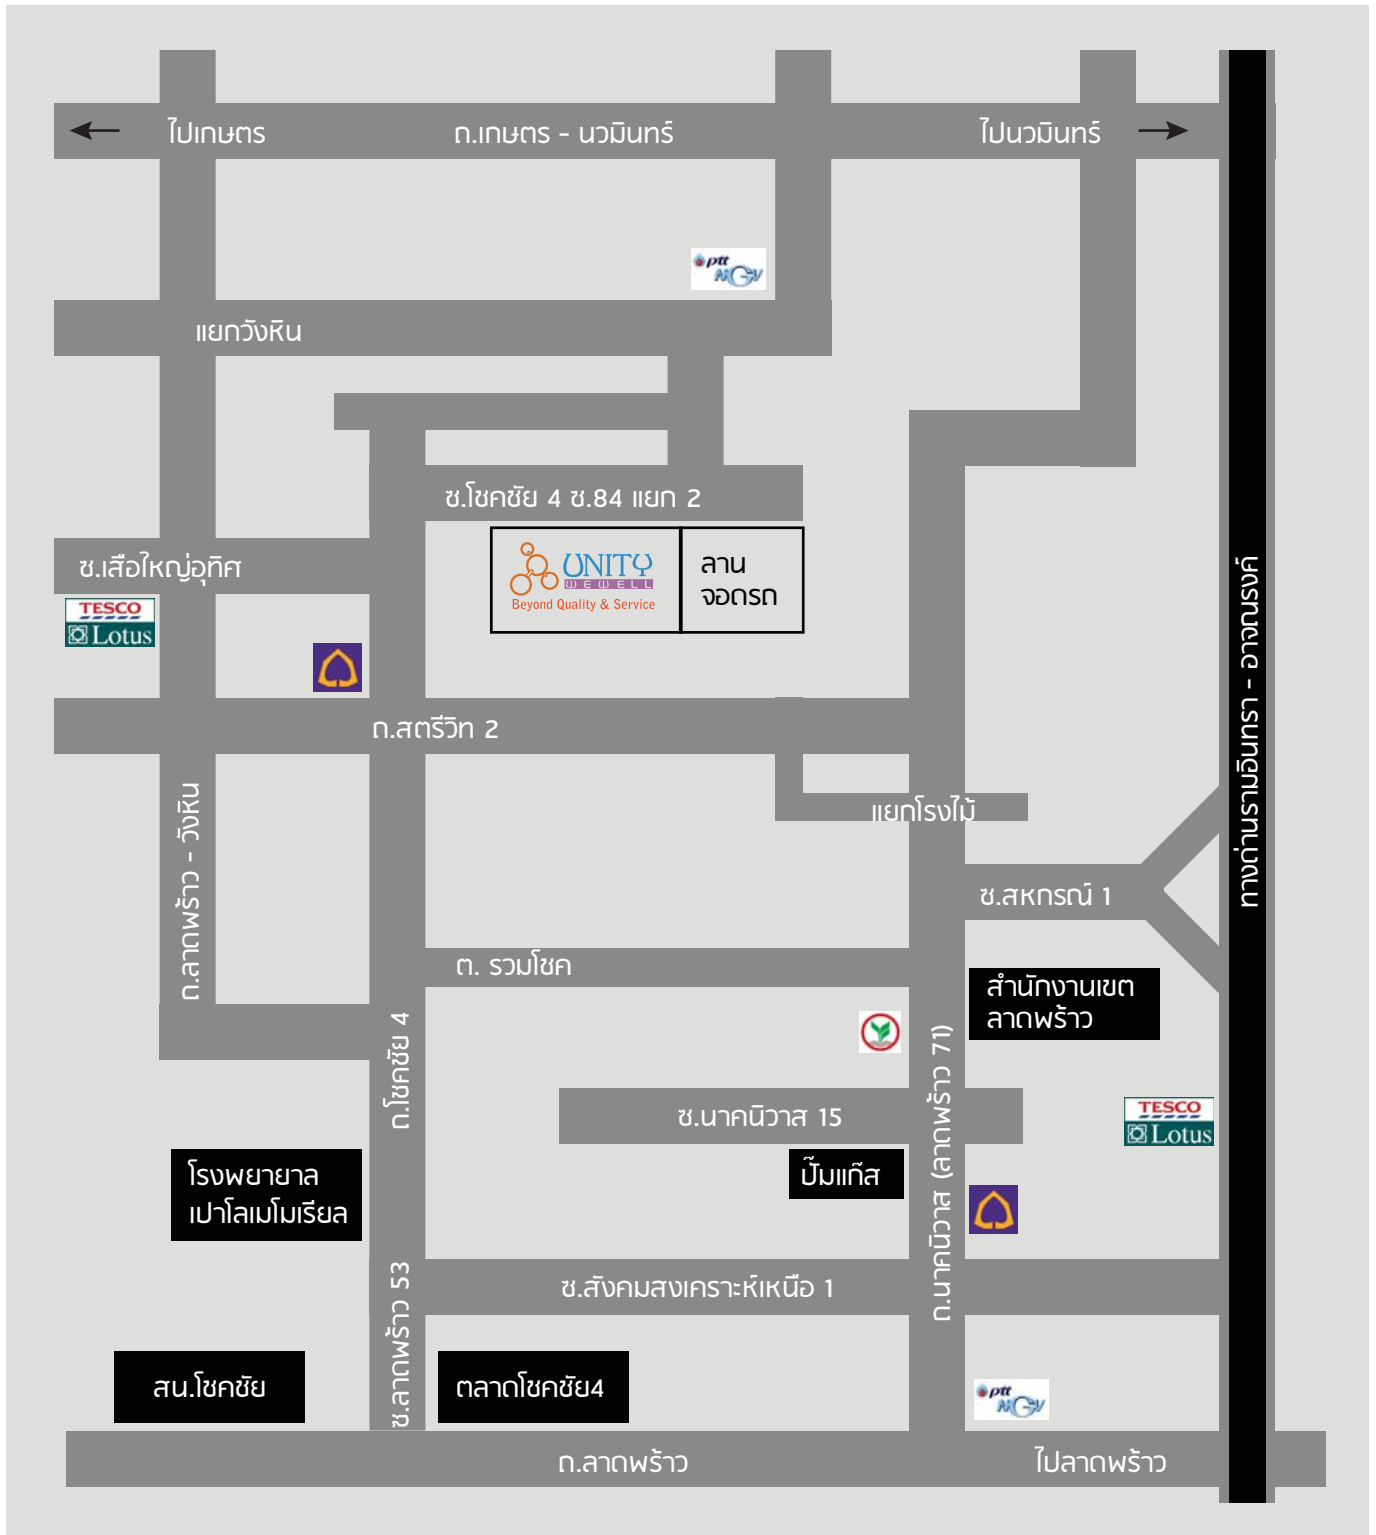 ไปเกษตร
ถ.เกษตร - นวมินทร์
ไปนวมินทร์
ptt
NGV
แยกวังหิน
ซ.โชคชัย 4 ซ.84 แยก 2
UNITY
WEWELL
Beyond Quality & Service
ลาน
จอดรถ
ซ.เสือใหญ่อุทิศ
TESCO
Lotus
ทางด่วนรามอินทรา - อาจณรงค์
ถ.สตรีวิท 2
แยกโรงไม้
ถ.ลาดพร้าว - วังหิน
ซ.สหกรณ์ 1
ต. รวมโชค
สำนักงานเขต
ลาดพร้าว
ถ.โชคชัย 4
ถ.นาคนิวาส (ลาดพร้าว 71)
ซ.นาคนิวาส 15
TESCO
Lotus
โรงพยายาล
เปาโลเมโมเรียล
ปั๊มแก๊ส
ซ.ลาดพร้าว 53
ซ.สังคมสงเคราะห์เหนือ 1
สน.โชคชัย
ตลาดโชคชัย4
ptt
NGV
ถ.ลาดพร้าว
ไปลาดพร้าว